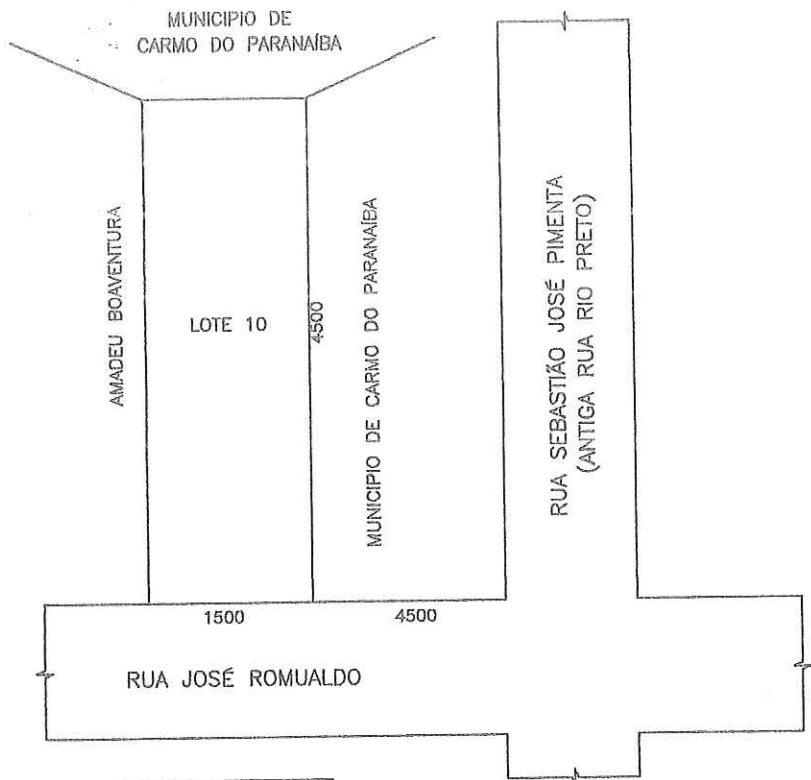 MUNICIPIO DE
CARMO DO PARANAÍBA
AMADEU BOAVENTURA
LOTE 10
4500
MUNICIPIO DE CARMO DO PARANAÍBA
RUA SEBASTIÃO JOSÉ PIMENTA
(ANTIGA RUA RIO PRETO)
1500
4500
RUA JOSÉ ROMUALDO